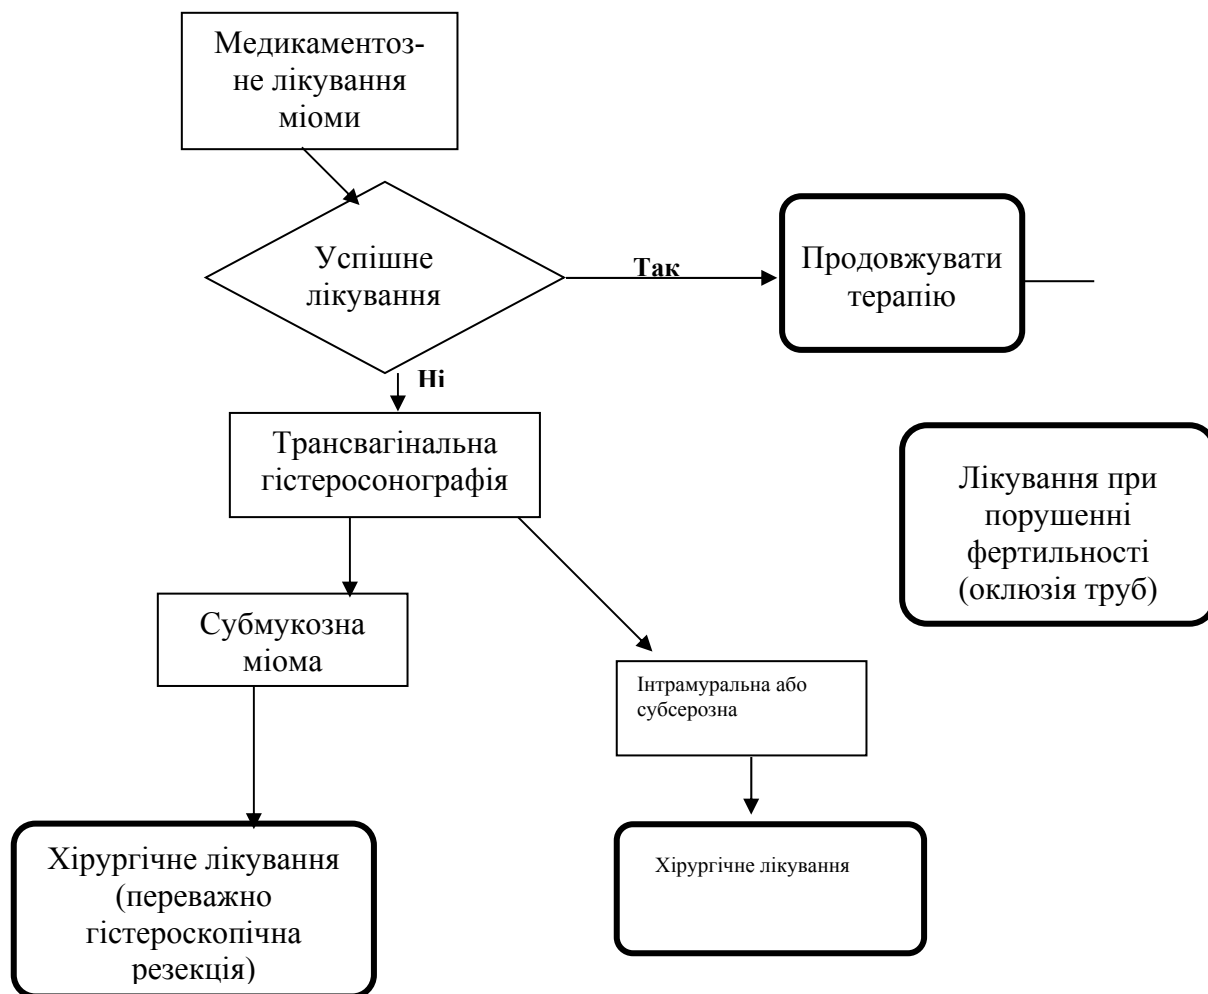 Медикаментоз-
не лікування
міоми
Успішне
лікування
Так
Продовжувати
терапію
Ні
Трансвагінальна
гістеросонографія
Лікування при
порушенні
фертильності
(оклюзія труб)
Субмукозна
міома
Інтрамуральна або
субсерозна
Хірургічне лікування
(переважно
гістероскопічна
резекція)
Хірургічне лікування